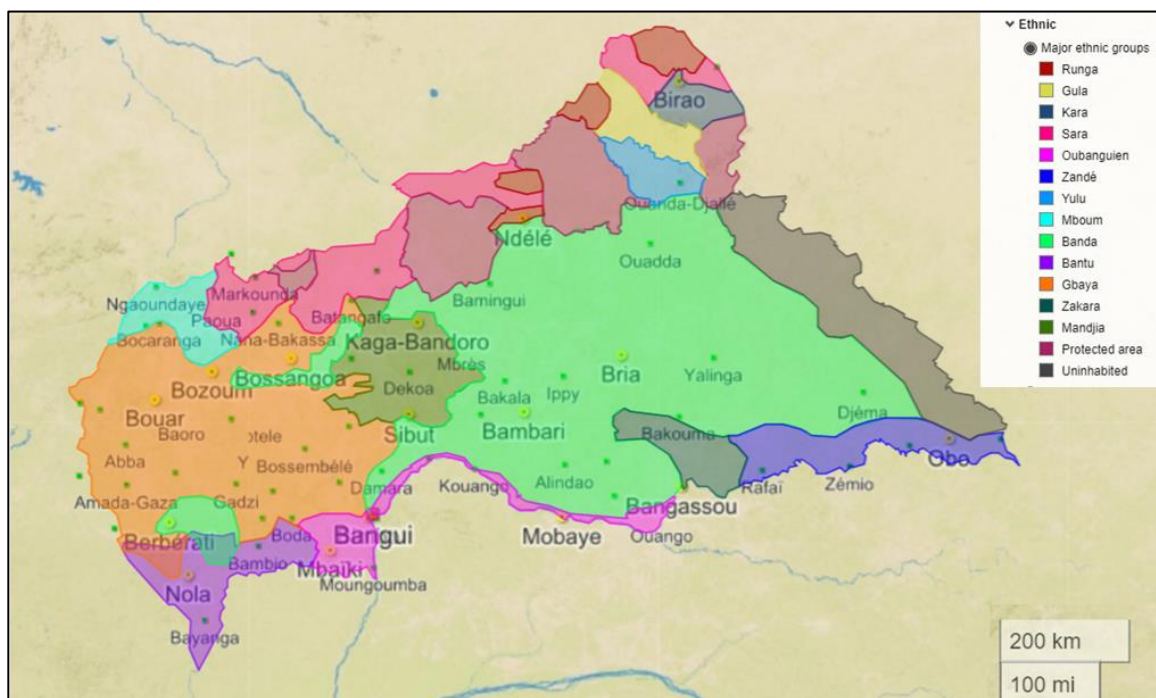 Ethnic
Major ethnic groups
Runga
Gula
Kara
Sara
Oubanguien
Zandé
Yulu
Mboum
Banda
Bantu
Gbaya
Zakara
Mandjia
Protected area
Uninhabited
Birao
Ouanda-Djallé
Ndélé
Ouadda
Ngaoundaye
Markounda
Bamingui
Paoua
Batangafo
Bocaranga
Nana-Bakassa
Kaga-Bandoro
Mbrès
Bossangoa
Bozoum
Dekoa
Bria
Yalinga
Ippy
Bakala
Bouar
Djéma
Baoro
otele
Sibut
Bambari
Bakouma
Obo
Abba
Y
Bossembélé
Damara
Kouango
Alindao
Rafaï
Zémio
Amada-Gaza
Gadzi
Bangassou
Boda
Bangui
Mobaye
Ouango
Berbérati
Bambio
Mbaïki
Moungoumba
Nola
Bayanga
200 km
100 mi